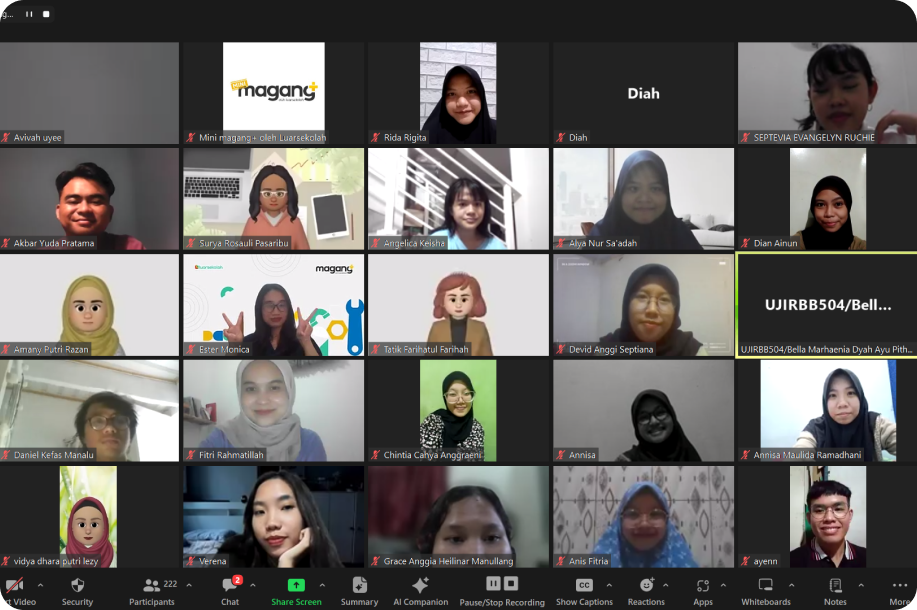 g...
Avivah uyee
mini
magang+
Mini magang+ oleh Luarsekolah
Rida Rigita
Diah
Diah
SEPTEVIA EVANGELYN RUCHIE
Akbar Yuda Pratama
Surya Rosauli Pasaribu
Angelica Keisha
Alya Nur Sa'adah
Dian Ainun
Amany Putri Razan
luarsekolah
magang+
Ester Monica
Tatik Farihatul Farihah
Devid Anggi Septiana
UJIRBB504/Bell...
UJIRBB504/Bella Marhaenia Dyah Ayu Pith...
Daniel Kefas Manalu
Fitri Rahmatillah
Chintia Cahya Anggraeni
Annisa
Annisa Maulida Ramadhani
vidya dhara putri lezy
Verena
Grace Anggia Heilinar Manullang
Anis Fitria
ayenn
222
2
CC
rt Video
Security
Participants
Chat
Share Screen
Summary
AI Companion
Pause/Stop Recording
Show Captions
Reactions
Apps
Whiteboards
Notes
More